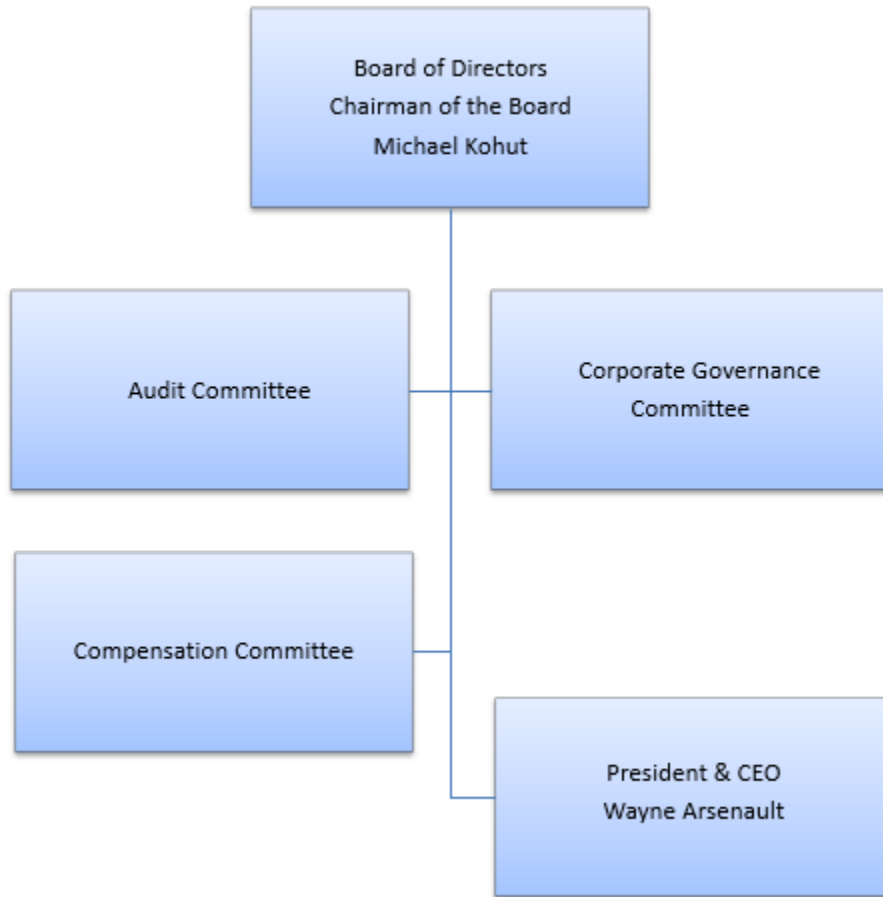 Board of Directors
Chairman of the Board
Michael Kohut
Audit Committee
Corporate Governance
Committee
Compensation Committee
President & CEO
Wayne Arsenault